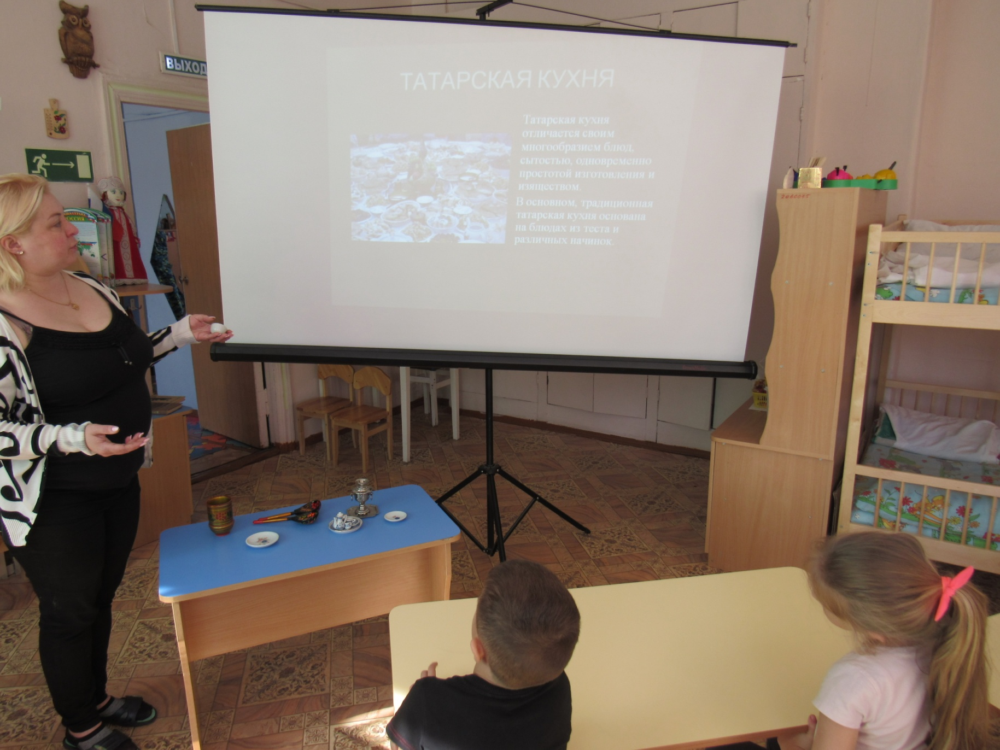 ВЫХОД
ТАТАРСКАЯ КУХНЯ
Татарская кухня
отличается своим
многообразием блюд,
сытостью, одновременно
простотой изготовления и
изяществом.
В основном, традиционная
татарская кухня основана
на блюдах из теста и
различных начинок.
РОССИЯ